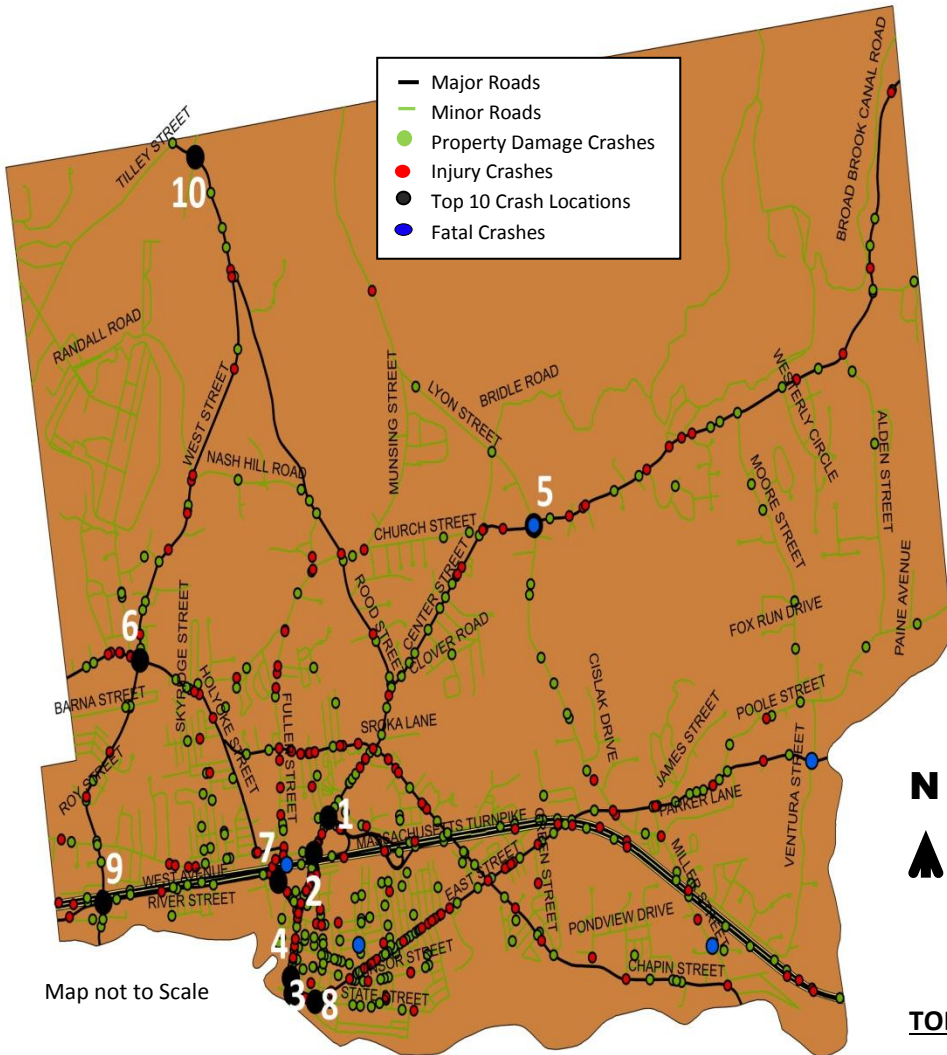 Major Roads
Minor Roads
Property Damage Crashes
Injury Crashes
Top 10 Crash Locations
Fatal Crashes
TILLEY STREET
10
BROAD BROOK CANAL ROAD
RANDALL ROAD
WEST STREET
NASH HILL ROAD
MUNSING STREET
LYON STREET
BRIDLE ROAD
WESTERLY CIRCLE
ALDEN STREET
MOORE STREET
5
CHURCH STREET
CENTER STREET
ROOD STREET
CLOVER ROAD
6
SKYRIDGE STREET
HOLYOKE STREET
BARNA STREET
FULLER STREET
SROKA LANE
CISLAK DRIVE
FOX RUN DRIVE
PAINE AVENUE
POOLE STREET
JAMES STREET
ROY STREET
PARKER LANE
VENTURA STREET
N
1
MASSACHUSETTS TURNPIKE
7
9
WEST AVENUE
RIVER STREET
2
EAST STREET
GREEN STREET
MILLER STREET
PONDVIEW DRIVE
4
CHAPIN STREET
STATE STREET
3
8
Map not to Scale